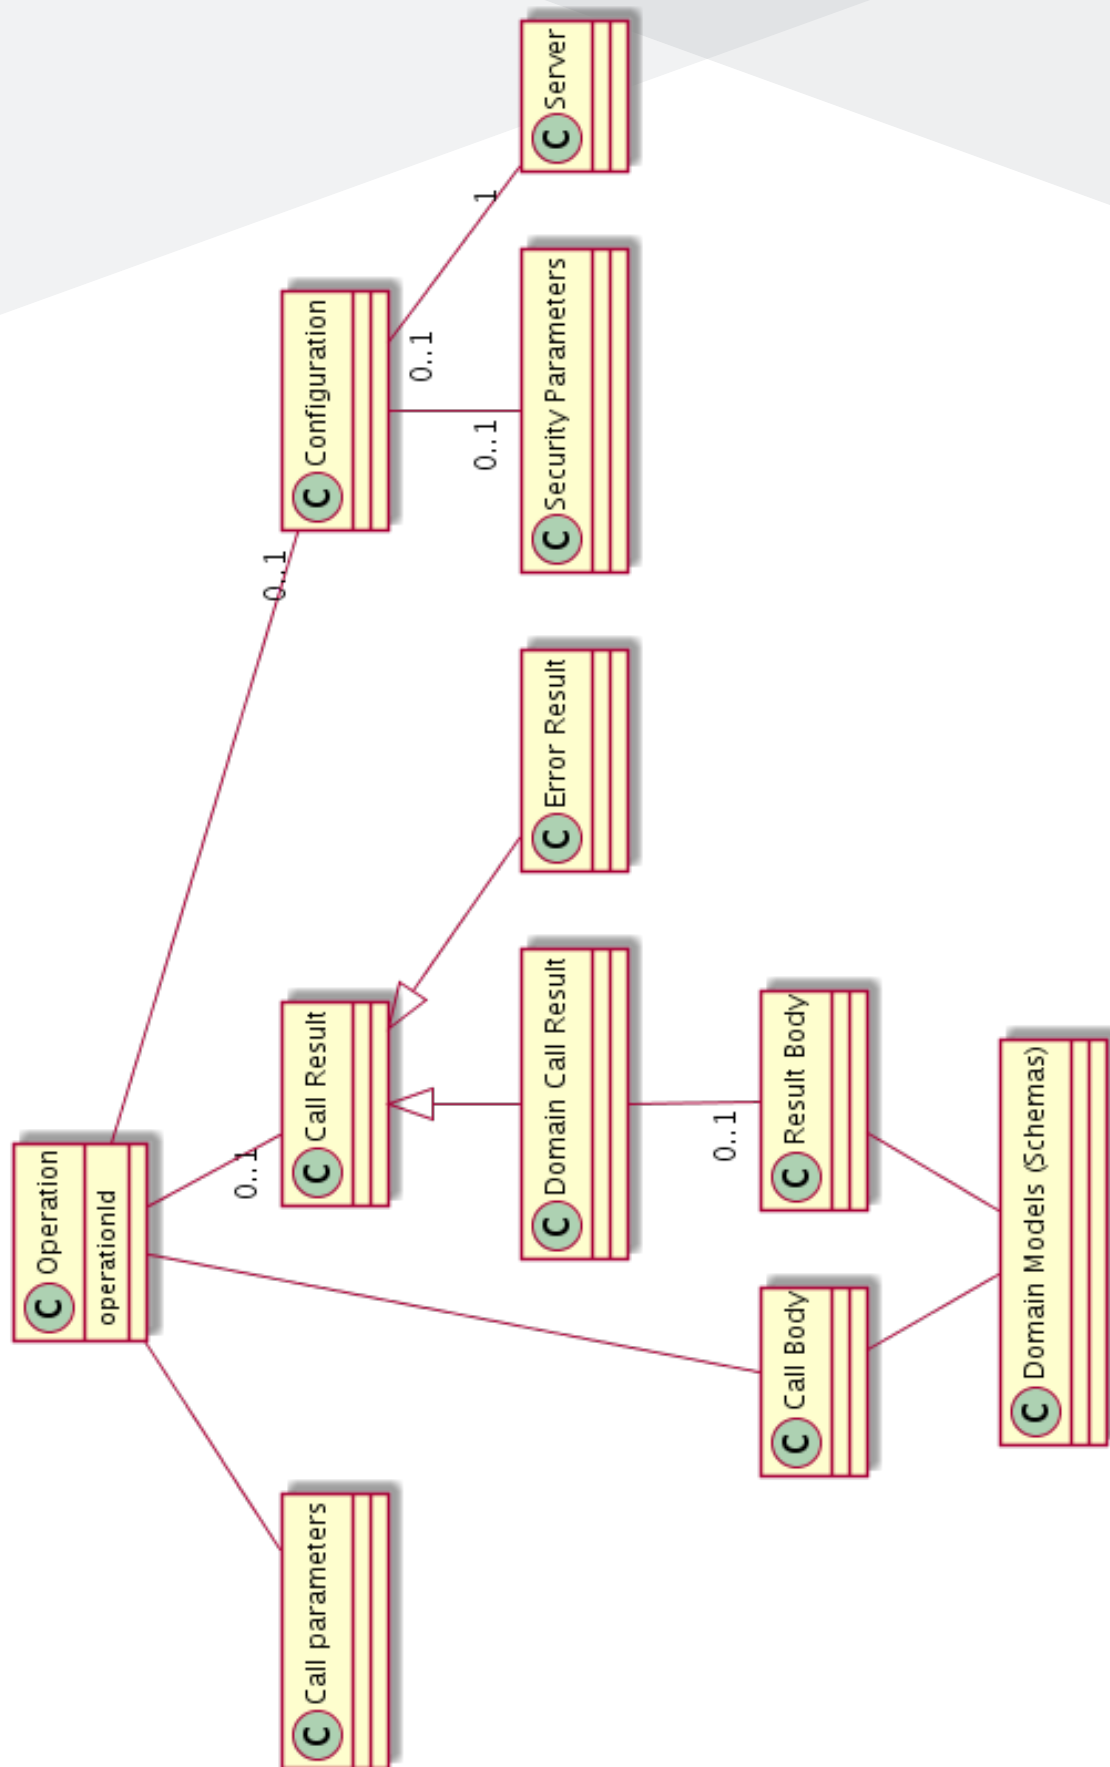 C Operation
operationId
0..1
0..1
C Call parameters
C Call Result
C Configuration
0..1
0..1
1
C Domain Call Result
C Error Result
C Security Parameters
C Server
0..1
C Call Body
C Result Body
C Domain Models (Schemas)